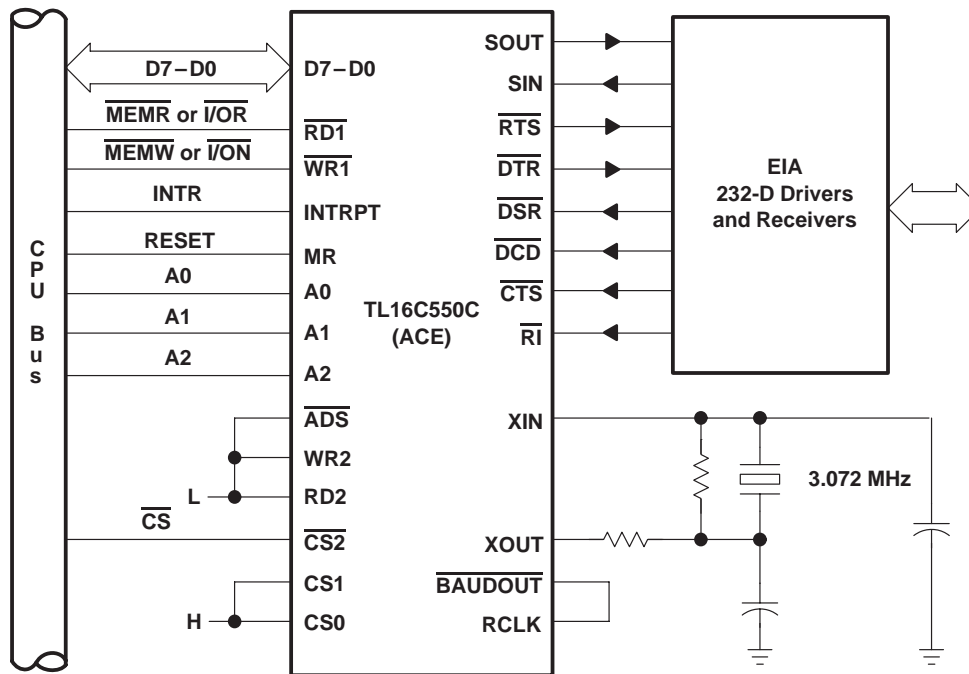 CPU Bus
D7–D0
MEMR or I/OR
MEMW or I/ON
INTR
RESET
A0
A1
A2
L
CS
H
D7–D0
RD1
WR1
INTRPT
MR
A0
A1
A2
ADS
WR2
RD2
CS2
CS1
CS0
TL16C550C
(ACE)
SOUT
SIN
RTS
DTR
DSR
DCD
CTS
RI
XIN
XOUT
BAUDOUT
RCLK
EIA
232-D Drivers
and Receivers
3.072 MHz